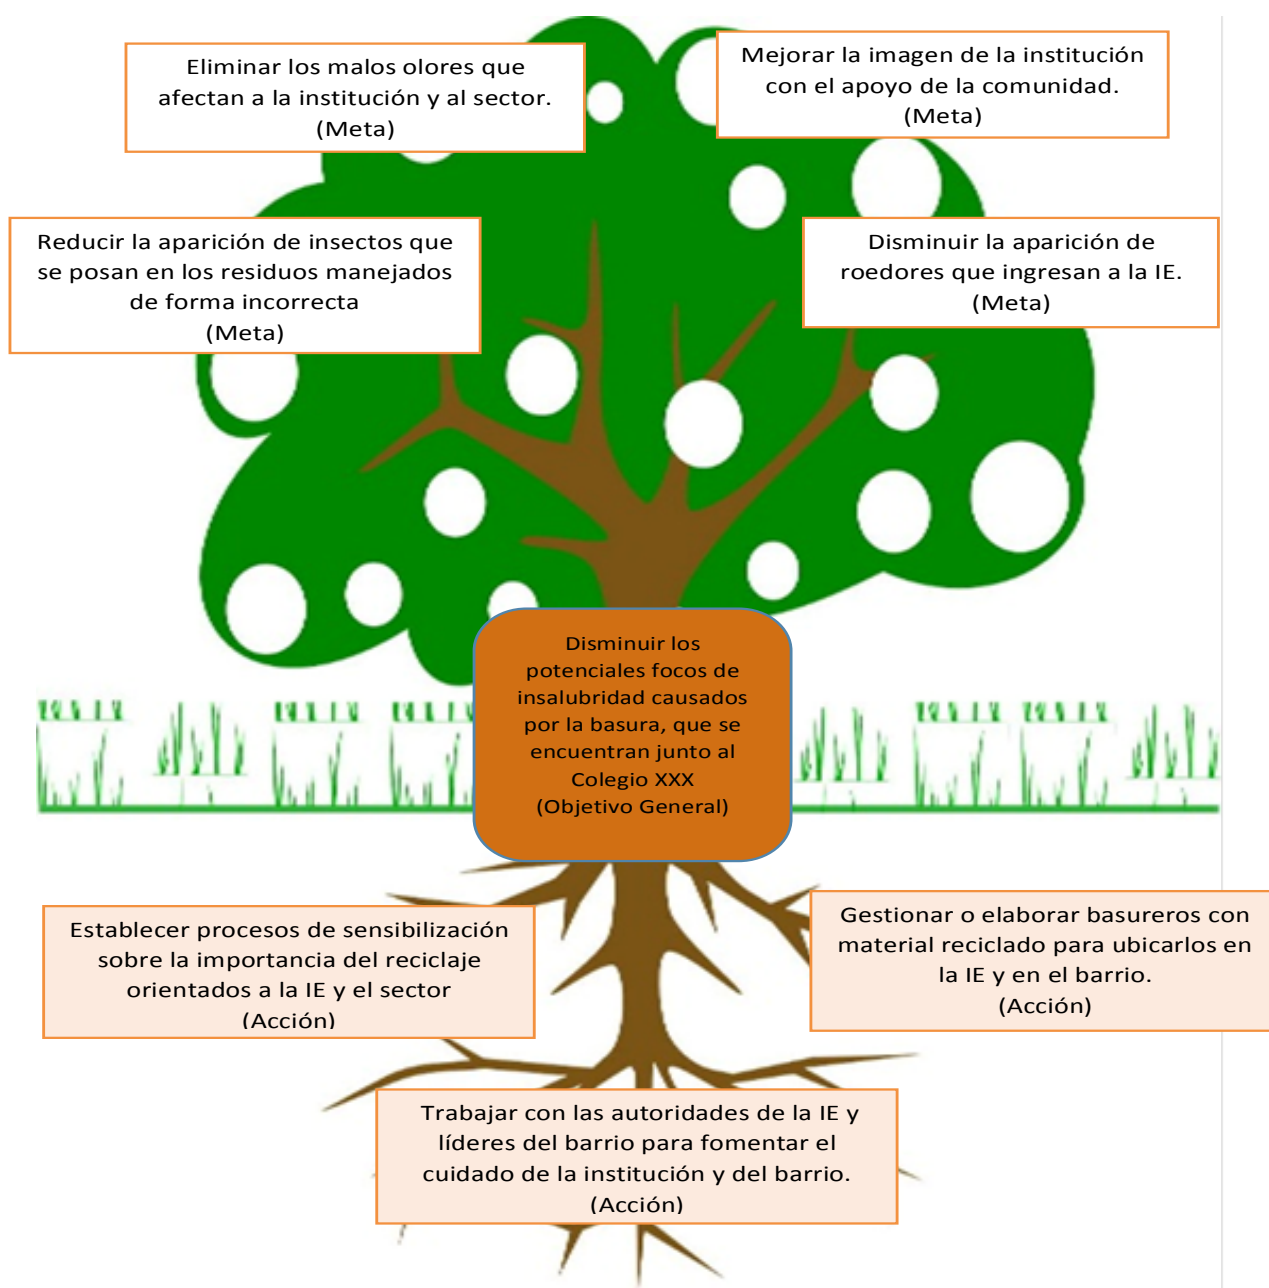 Eliminar los malos olores que
afectan a la institución y al sector.
(Meta)
Mejorar la imagen de la institución
con el apoyo de la comunidad.
(Meta)
Reducir la aparición de insectos que
se posan en los residuos manejados
de forma incorrecta
(Meta)
Disminuir la aparición de
roedores que ingresan a la IE.
(Meta)
Disminuir los
potenciales focos de
insalubridad causados
por la basura, que se
encuentran junto al
Colegio XXX
(Objetivo General)
Establecer procesos de sensibilización
sobre la importancia del reciclaje
orientados a la IE y el sector
(Acción)
Gestionar o elaborar basureros con
material reciclado para ubicarlos en
la IE y en el barrio.
(Acción)
Trabajar con las autoridades de la IE y
líderes del barrio para fomentar el
cuidado de la institución y del barrio.
(Acción)